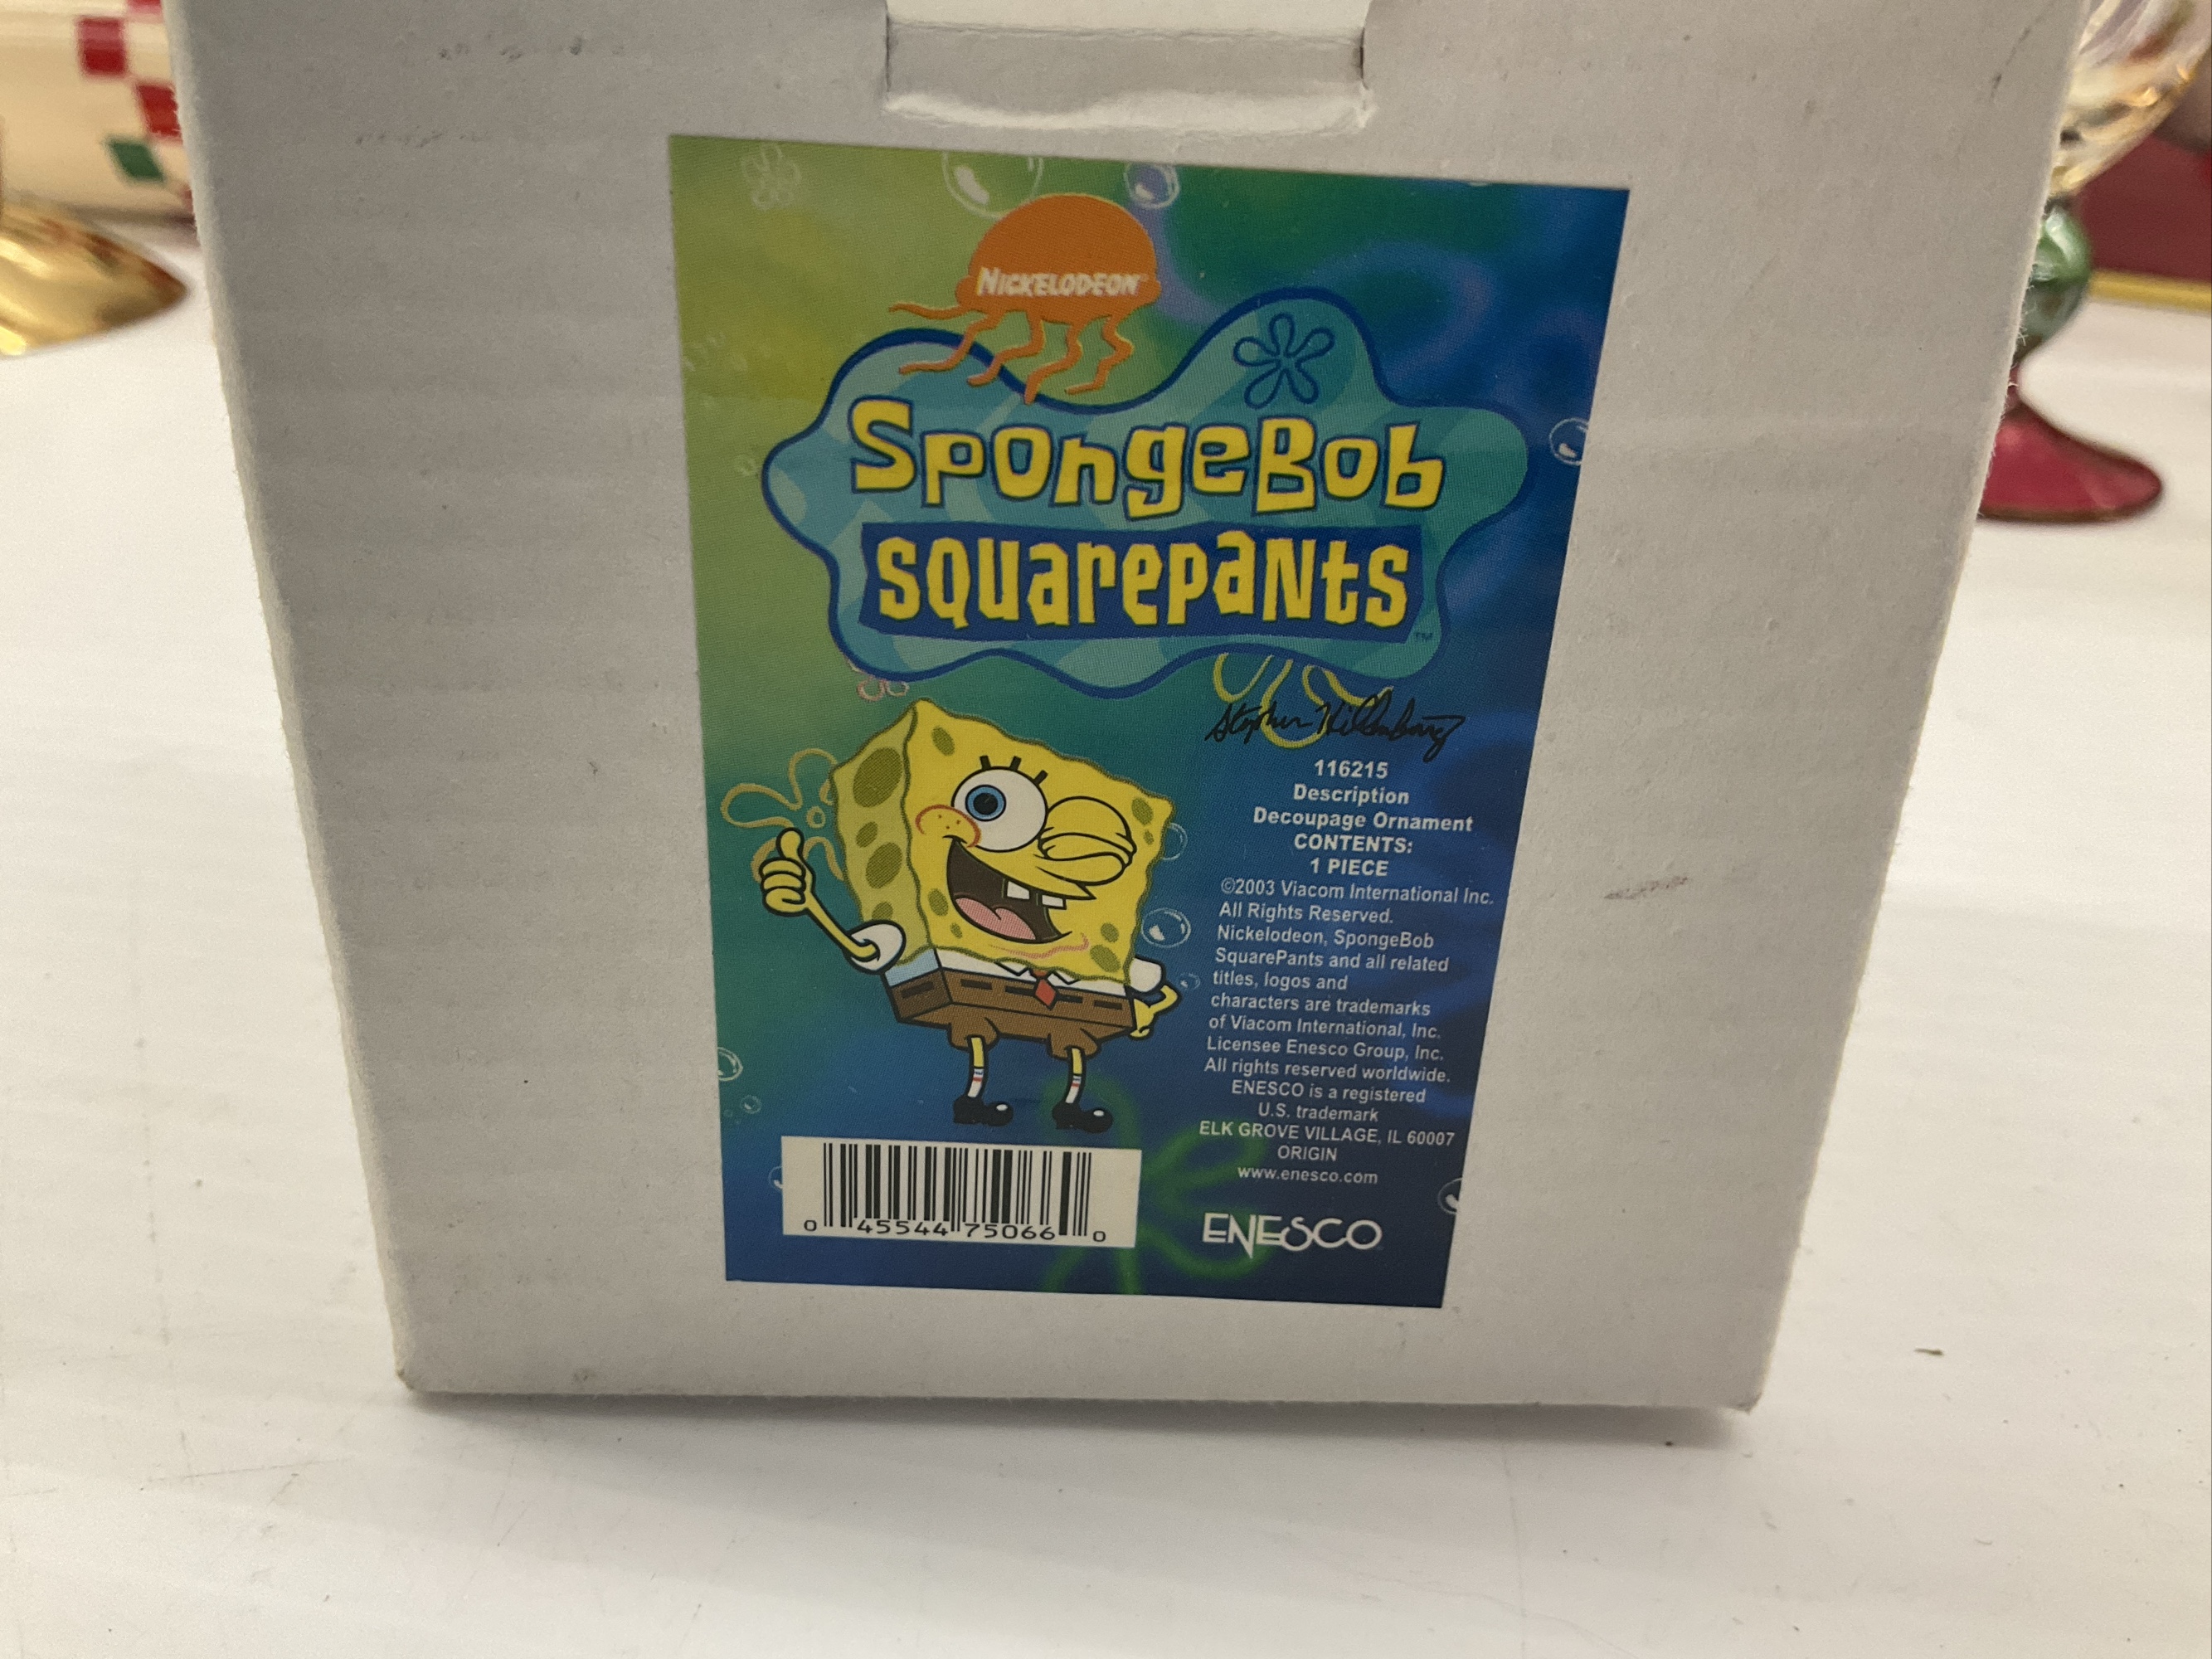 NICKELODEON
SpongeBob
SquarePants
TM
Stephen Hillenburg
116215
Description
Decoupage Ornament
CONTENTS:
1 PIECE
©2003 Viacom International Inc.
All Rights Reserved.
Nickelodeon, SpongeBob
SquarePants and all related
titles, logos and
characters are trademarks
of Viacom International, Inc.
Licensee Enesco Group, Inc.
All rights reserved worldwide.
ENESCO is a registered
U.S. trademark
ELK GROVE VILLAGE, IL 60007
ORIGIN
www.enesco.com
ENESCO
0 45544 75066 0